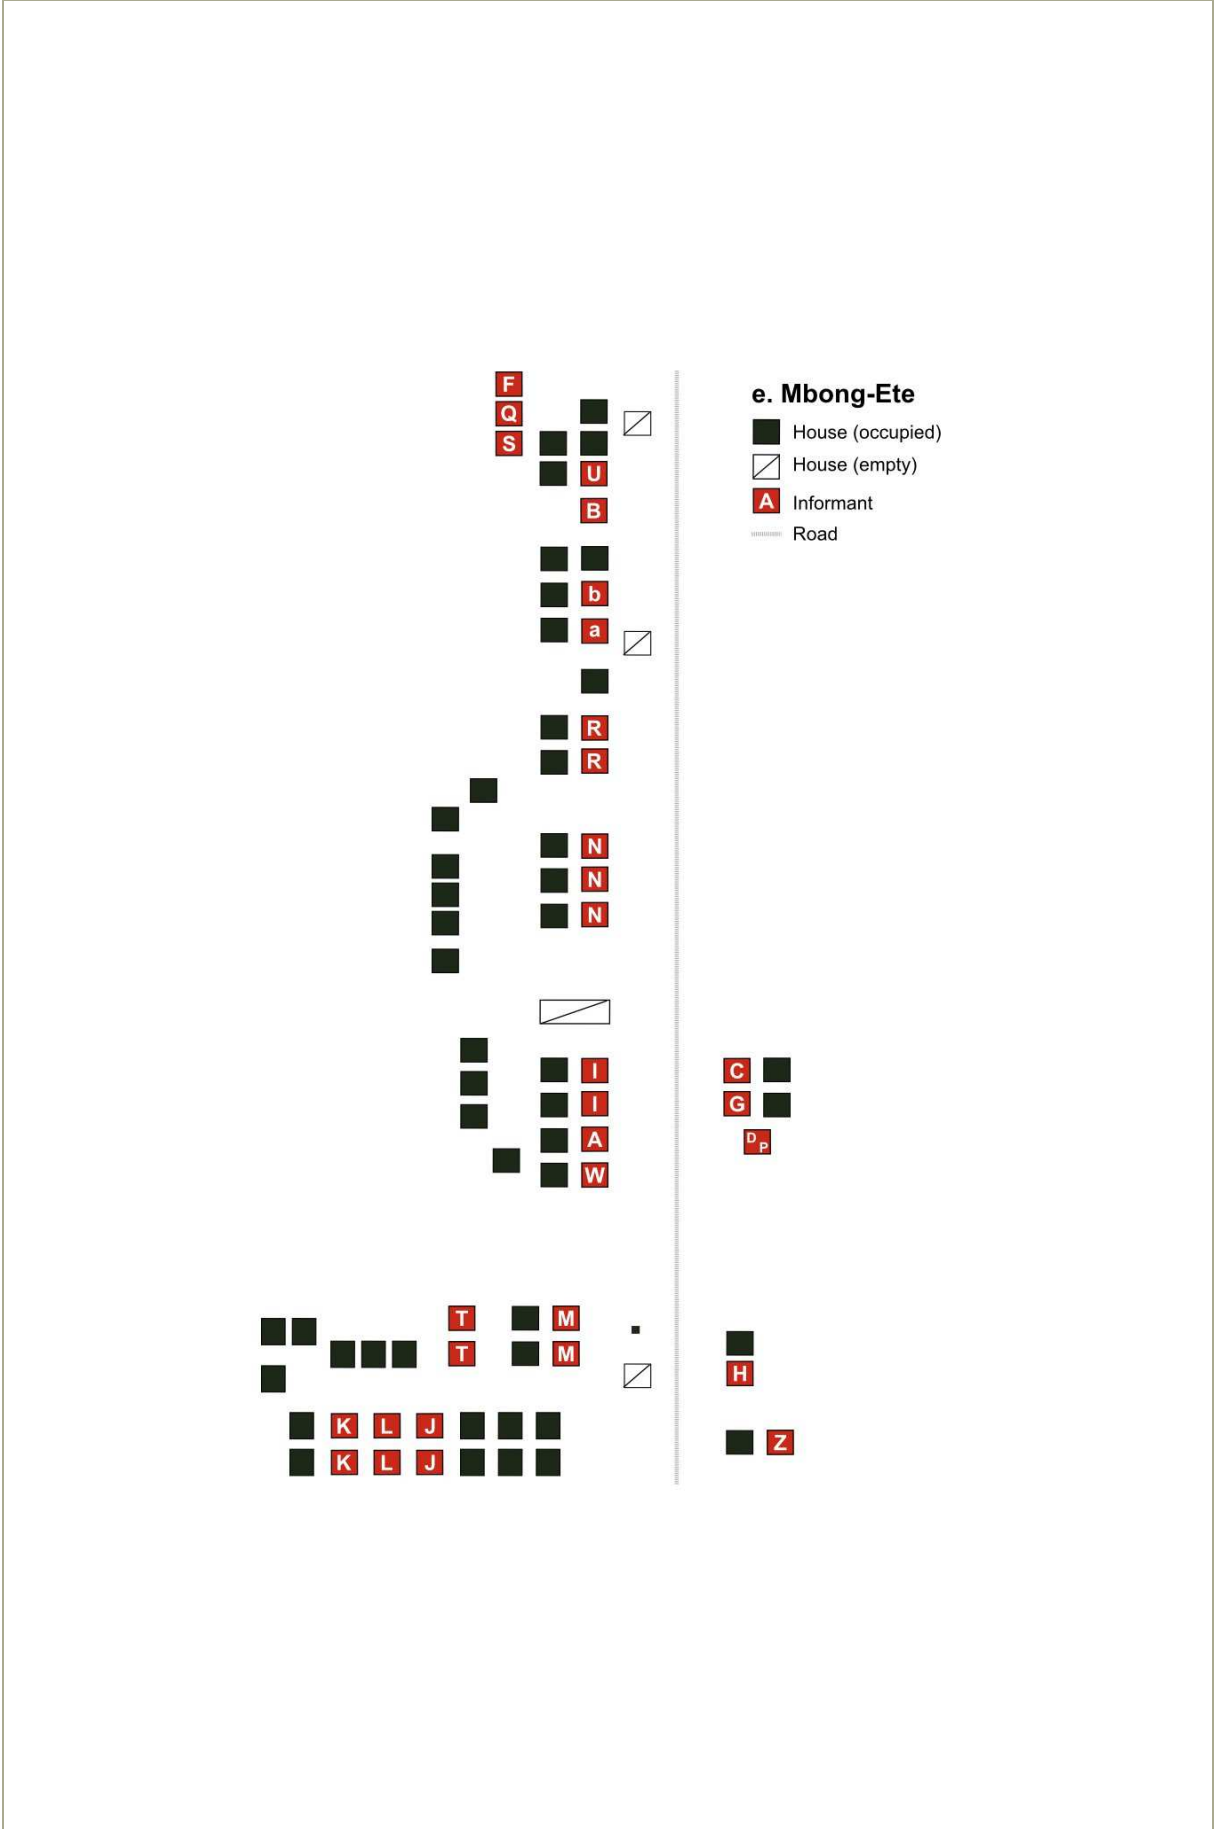 F
Q
S
U
B
b
a
R
R
N
N
N
I
I
A
W
T M
T M
K L J
K L J
e. Mbong-Ete
House (occupied)
House (empty)
A Informant
Road
C
G
D P
H
Z